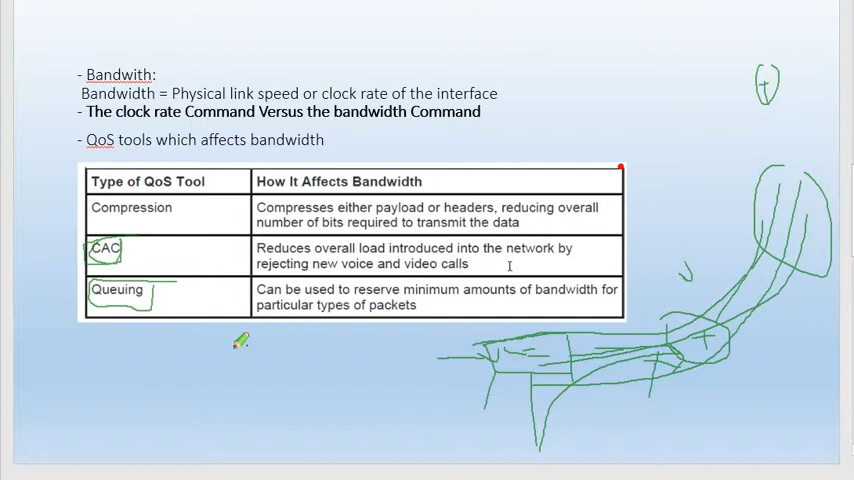 - Bandwith:
Bandwidth = Physical link speed or clock rate of the interface
- The clock rate Command Versus the bandwidth Command
- QoS tools which affects bandwidth
Type of QoS Tool How It Affects Bandwidth
Compression Compresses either payload or headers, reducing overall
number of bits required to transmit the data
CAC Reduces overall load introduced into the network by
rejecting new voice and video calls
Queuing Can be used to reserve minimum amounts of bandwidth for
particular types of packets